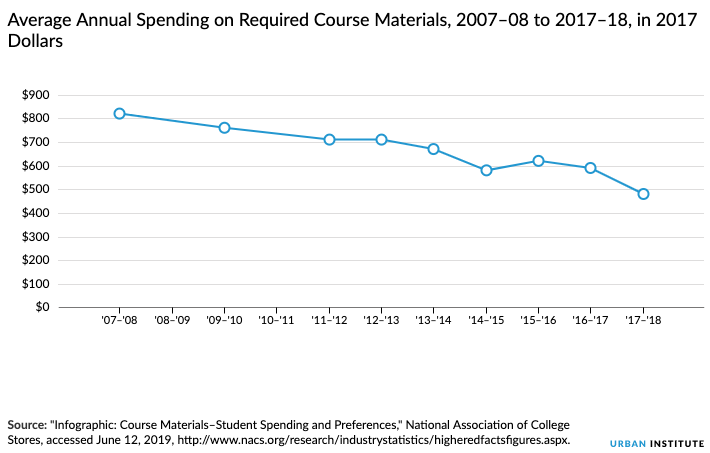 Average Annual Spending on Required Course Materials, 2007–08 to 2017–18, in 2017
Dollars
$900
$800
$700
$600
$500
$400
$300
$200
$100
$0
'07–'08 '08–'09 '09–'10 '10–'11 '11–'12 '12–'13 '13–'14 '14–'15 '15–'16 '16–'17 '17–'18
Source: "Infographic: Course Materials–Student Spending and Preferences," National Association of College
Stores, accessed June 12, 2019, http://www.nacs.org/research/industrystatistics/higheredfactsfigures.aspx.
URBAN INSTITUTE